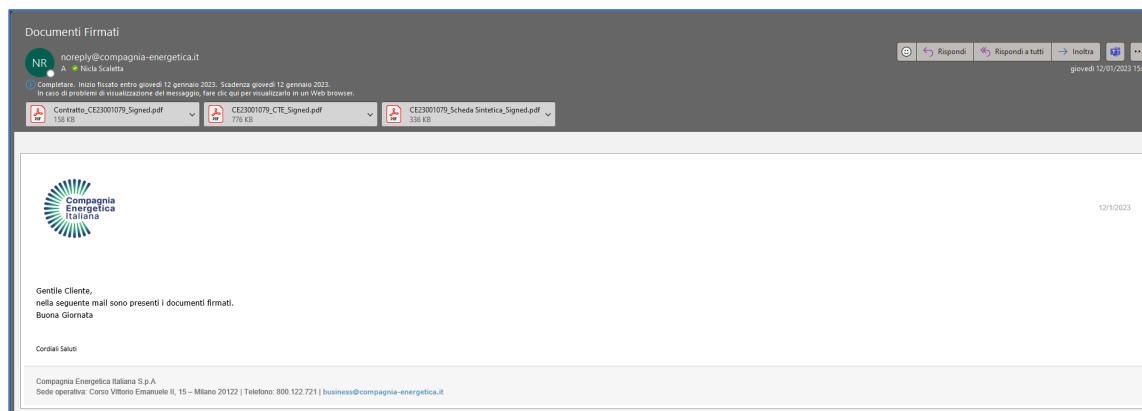 Documenti Firmati
NR
noreply@compagnia-energetica.it
A Nicla Scaletta
Rispondi
Rispondi a tutti
Inoltra
giovedì 12/01/2023 15:
Completare. Inizio fissato entro giovedì 12 gennaio 2023. Scadenza giovedì 12 gennaio 2023.
In caso di problemi di visualizzazione del messaggio, fare clic qui per visualizzarlo in un Web browser.
Contratto_CE23001079_Signed.pdf
158 KB
CE23001079_CTE_Signed.pdf
776 KB
CE23001079_Scheda Sintetica_Signed.pdf
336 KB
Compagnia
Energetica
Italiana
12/1/2023
Gentile Cliente,
nella seguente mail sono presenti i documenti firmati.
Buona Giornata
Cordiali Saluti
Compagnia Energetica Italiana S.p.A
Sede operativa: Corso Vittorio Emanuele II, 15 – Milano 20122 | Telefono: 800.122.721 | business@compagnia-energetica.it